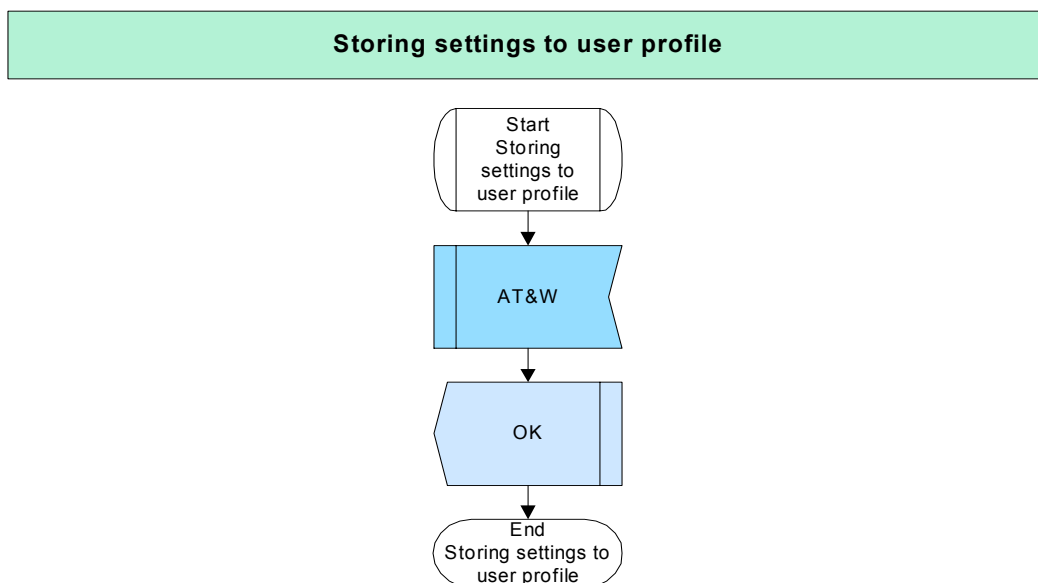 Storing settings to user profile
Start
Storing
settings to
user profile
AT&W
OK
End
Storing settings to
user profile